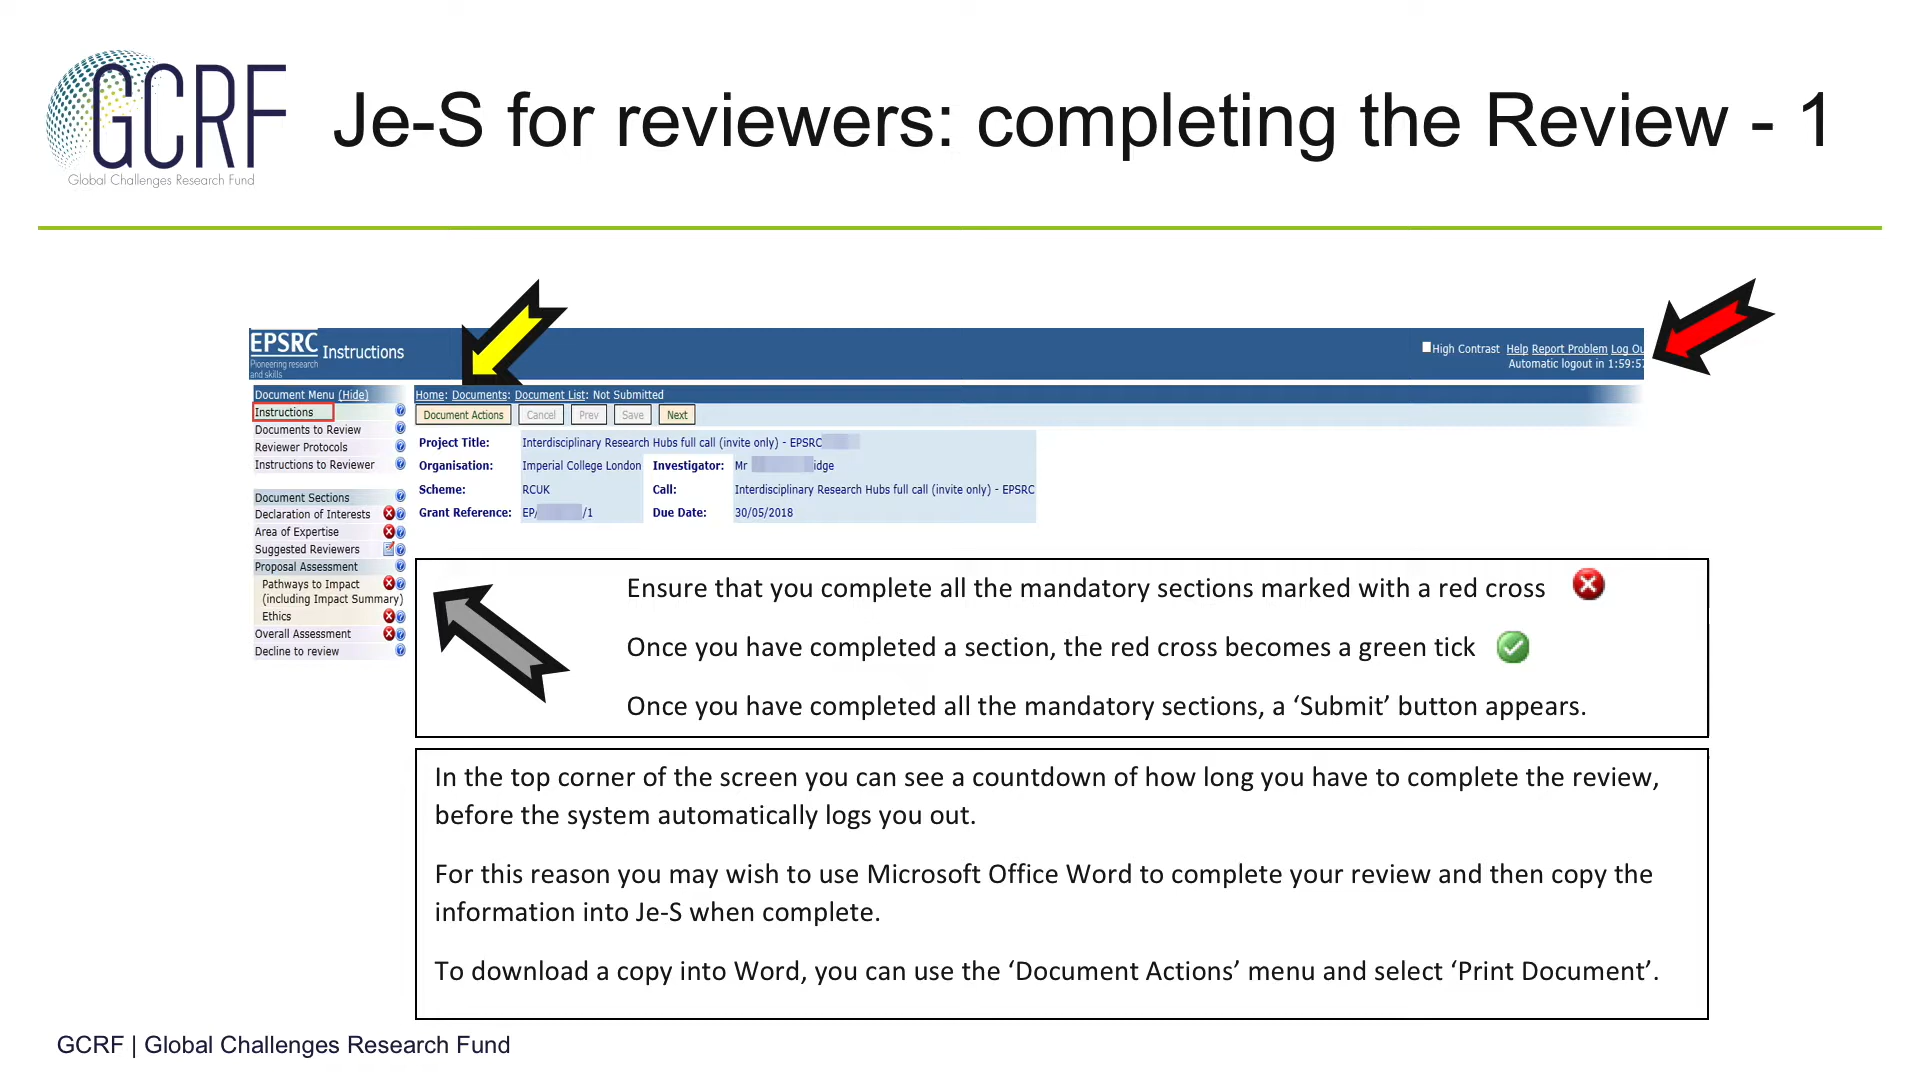 GCRF
Global Challenges Research Fund
Je-S for reviewers: completing the Review - 1
EPSRC
Pioneering research
and skills
Instructions
High Contrast Help Report Problem Log
Automatic logout in 1:59:57
Document Menu (Hide)
Instructions
Documents to Review
Reviewer Protocols
Instructions to Reviewer
Document Sections
Declaration of Interests
Area of Expertise
Suggested Reviewers
Proposal Assessment
Pathways to Impact
(including Impact Summary)
Ethics
Overall Assessment
Decline to review
Home: Documents: Document List: Not Submitted
Document Actions Cancel Prev Save Next
Project Title: Interdisciplinary Research Hubs full call (invite only) - EPSRC
Organisation: Imperial College London Investigator: Mr idge
Scheme: RCUK Call: Interdisciplinary Research Hubs full call (invite only) - EPSRC
Grant Reference: EP/ /1 Due Date: 30/05/2018
Ensure that you complete all the mandatory sections marked with a red cross
Once you have completed a section, the red cross becomes a green tick
Once you have completed all the mandatory sections, a ‘Submit’ button appears.
In the top corner of the screen you can see a countdown of how long you have to complete the review,
before the system automatically logs you out.
For this reason you may wish to use Microsoft Office Word to complete your review and then copy the
information into Je-S when complete.
To download a copy into Word, you can use the ‘Document Actions’ menu and select ‘Print Document’.
GCRF | Global Challenges Research Fund